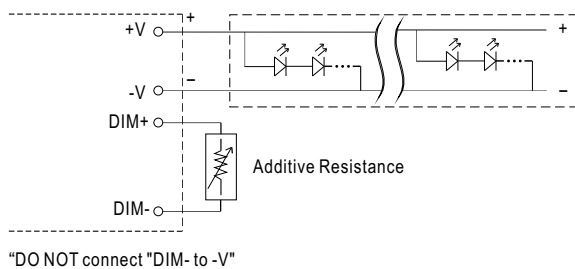 +V
+
+
-V
−
−
DIM+
Additive Resistance
DIM-
“DO NOT connect "DIM- to -V"